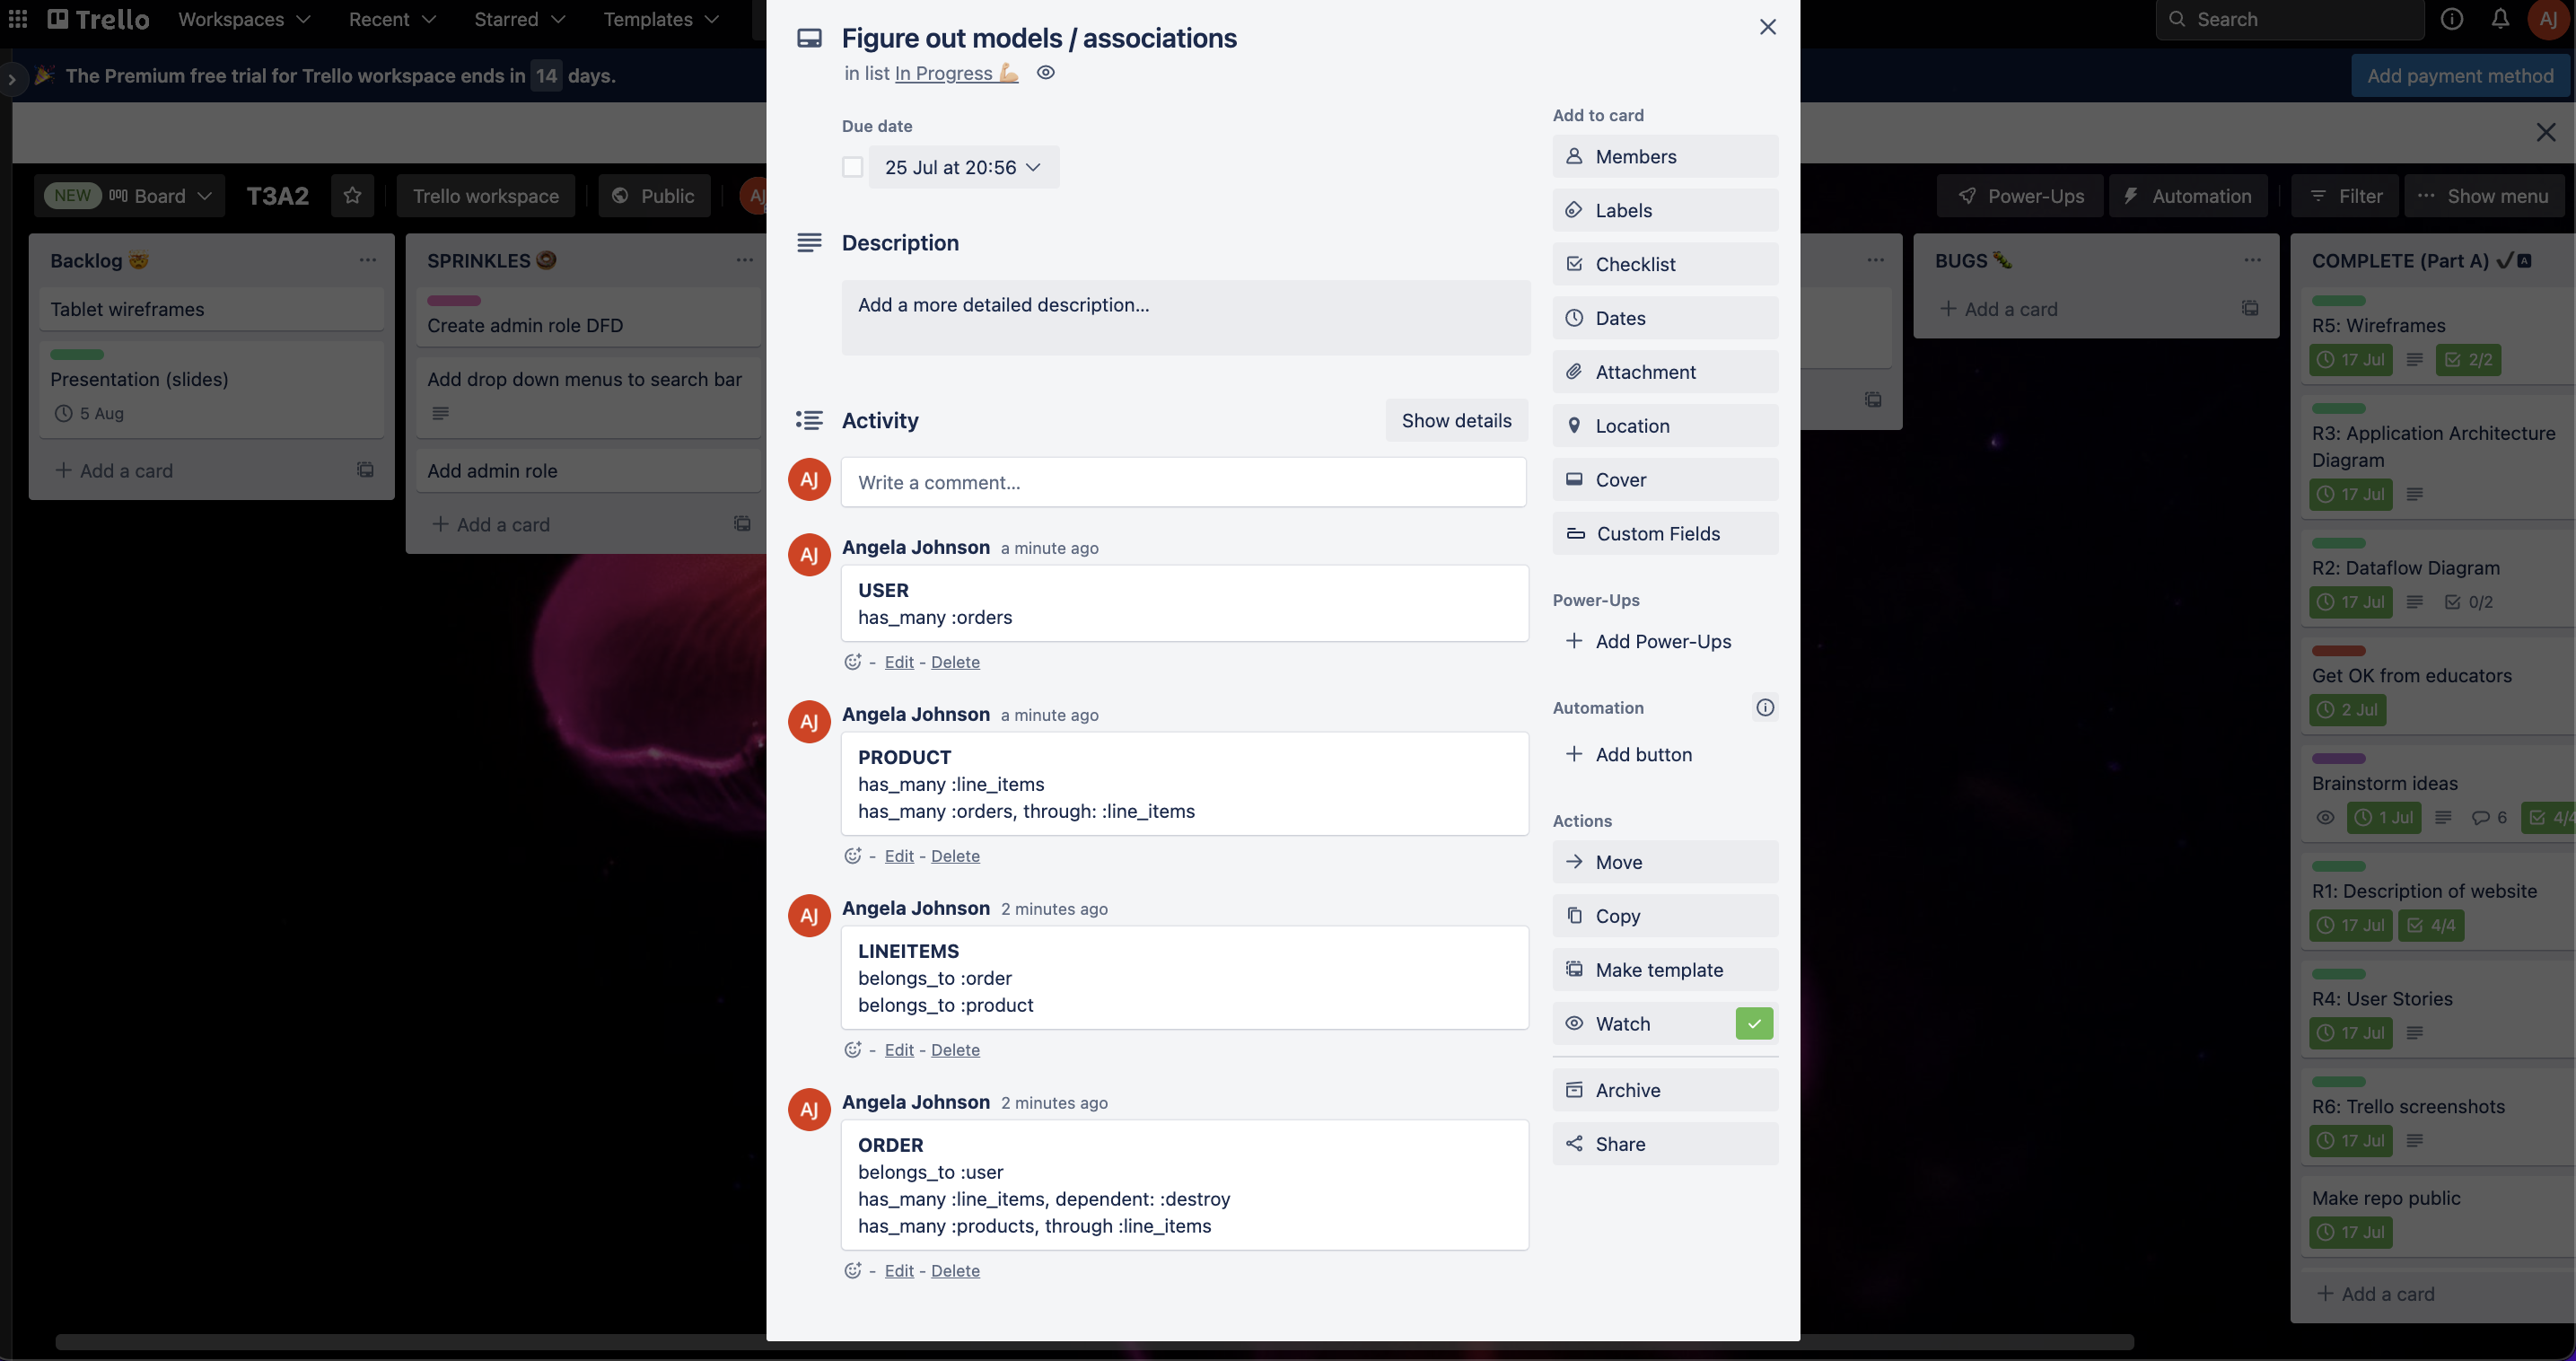 Trello
Workspaces
Recent
Starred
Templates
Search
AJ
The Premium free trial for Trello workspace ends in 14 days.
Add payment method
NEW Board
T3A2
Trello workspace
Public
AJ
Power-Ups
Automation
Filter
Show menu
Backlog 🤯
Tablet wireframes
Presentation (slides)
5 Aug
+ Add a card
SPRINKLES 🍩
Create admin role DFD
Add drop down menus to search bar
Add admin role
+ Add a card
Figure out models / associations
in list In Progress 💪🏼
Due date
25 Jul at 20:56
Description
Add a more detailed description...
Activity
Show details
AJ
Write a comment...
AJ
Angela Johnson a minute ago
USER
has_many :orders
- Edit - Delete
AJ
Angela Johnson a minute ago
PRODUCT
has_many :line_items
has_many :orders, through: :line_items
- Edit - Delete
AJ
Angela Johnson 2 minutes ago
LINEITEMS
belongs_to :order
belongs_to :product
- Edit - Delete
AJ
Angela Johnson 2 minutes ago
ORDER
belongs_to :user
has_many :line_items, dependent: :destroy
has_many :products, through :line_items
- Edit - Delete
Add to card
Members
Labels
Checklist
Dates
Attachment
Location
Cover
Custom Fields
Power-Ups
+ Add Power-Ups
Automation
+ Add button
Actions
Move
Copy
Make template
Watch
Archive
Share
BUGS 🐛
+ Add a card
COMPLETE (Part A) ✔️🅰️
R5: Wireframes
17 Jul
2/2
R3: Application Architecture
Diagram
17 Jul
R2: Dataflow Diagram
17 Jul
0/2
Get OK from educators
2 Jul
Brainstorm ideas
1 Jul
6
4/4
R1: Description of website
17 Jul
4/4
R4: User Stories
17 Jul
R6: Trello screenshots
17 Jul
Make repo public
17 Jul
+ Add a card